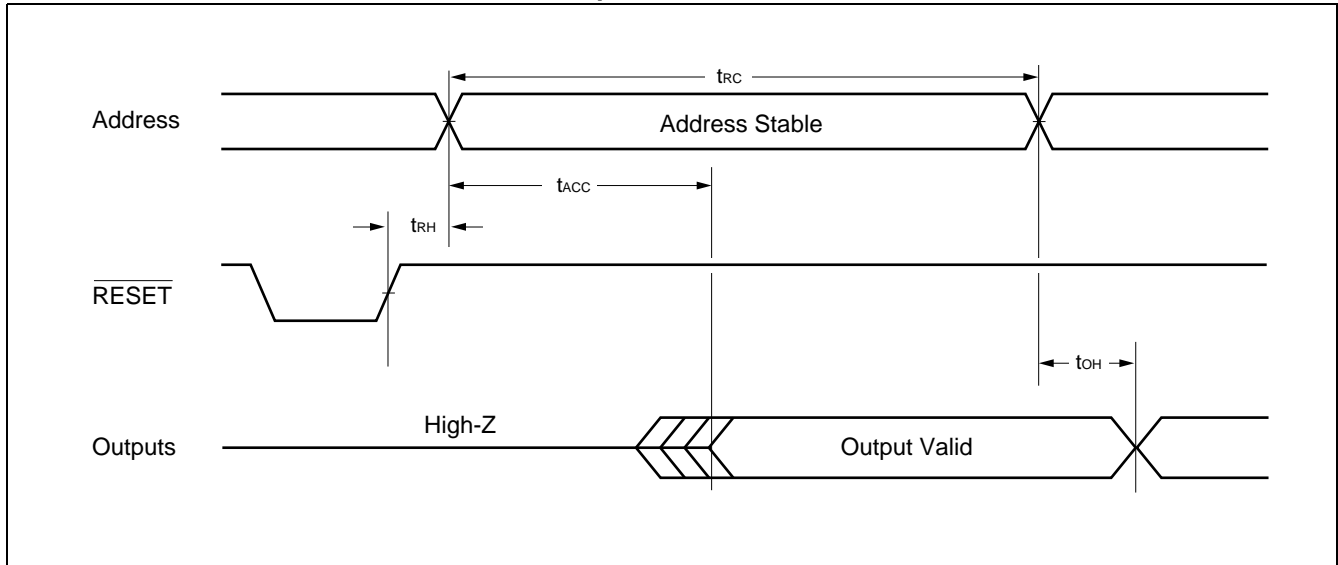 tRC
Address
Address Stable
tACC
tRH
RESET
tOH
High-Z
Outputs
Output Valid